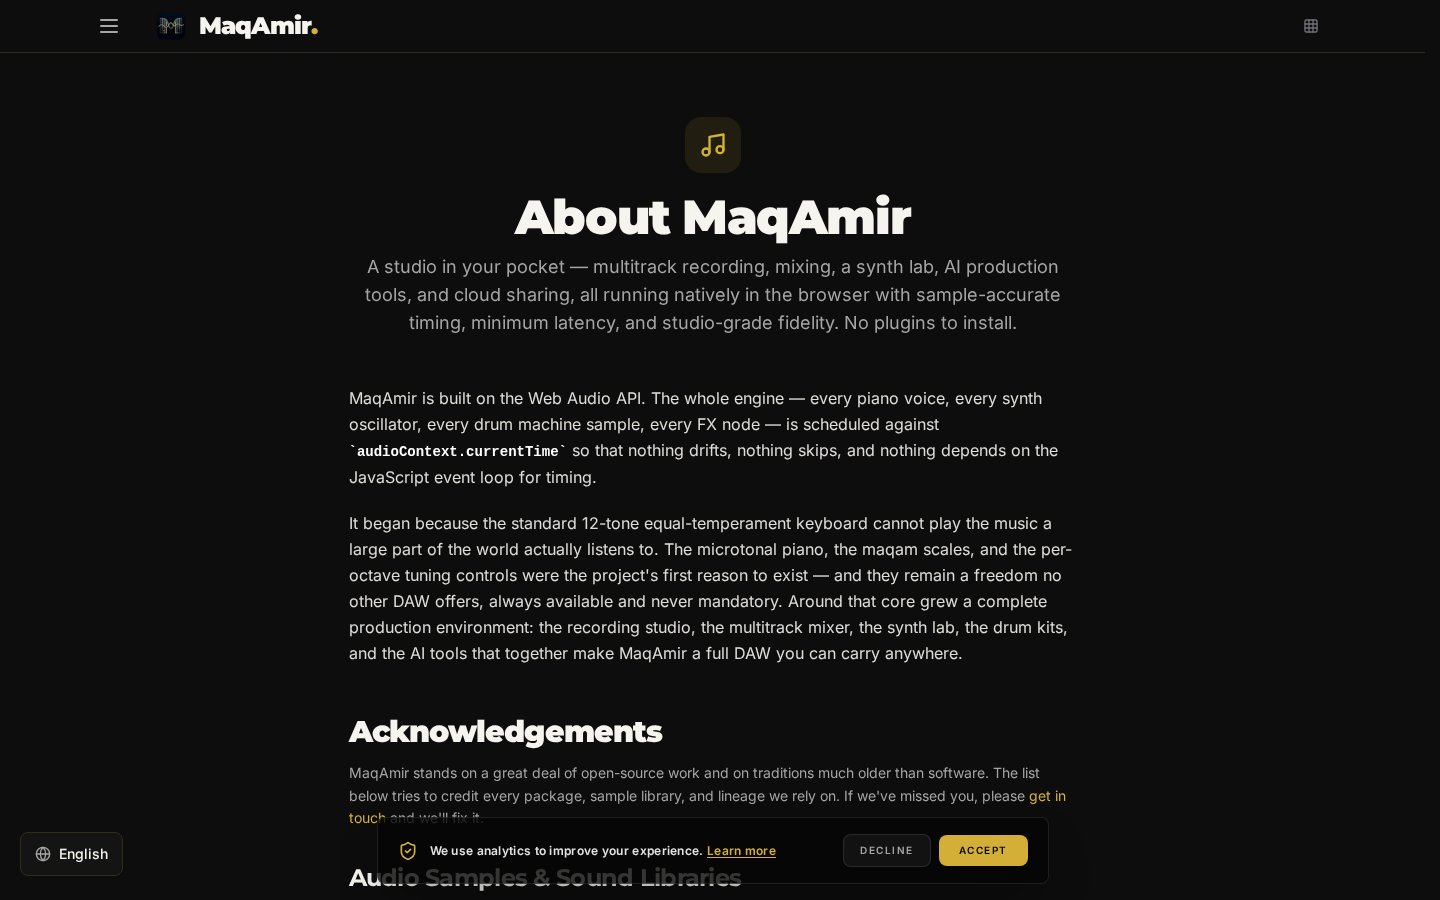 MaqAmir.
About MaqAmir
A studio in your pocket — multitrack recording, mixing, a synth lab, AI production
tools, and cloud sharing, all running natively in the browser with sample-accurate
timing, minimum latency, and studio-grade fidelity. No plugins to install.
MaqAmir is built on the Web Audio API. The whole engine — every piano voice, every synth
oscillator, every drum machine sample, every FX node — is scheduled against
`audioContext.currentTime` so that nothing drifts, nothing skips, and nothing depends on the
JavaScript event loop for timing.
It began because the standard 12-tone equal-temperament keyboard cannot play the music a
large part of the world actually listens to. The microtonal piano, the maqam scales, and the per-
octave tuning controls were the project's first reason to exist — and they remain a freedom no
other DAW offers, always available and never mandatory. Around that core grew a complete
production environment: the recording studio, the multitrack mixer, the synth lab, the drum kits,
and the AI tools that together make MaqAmir a full DAW you can carry anywhere.
Acknowledgements
MaqAmir stands on a great deal of open-source work and on traditions much older than software. The list
below tries to credit every package, sample library, and lineage we rely on. If we've missed you, please get in
touch and we'll fix it.
We use analytics to improve your experience. Learn more
DECLINE
ACCEPT
Audio Samples & Sound Libraries
English